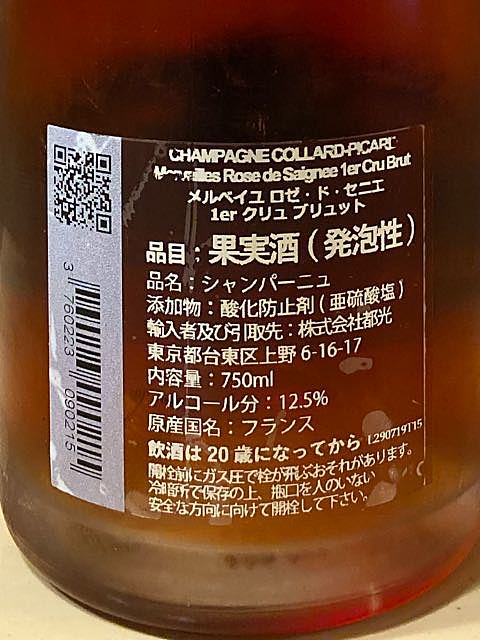 CHAMPAGNE COLLARD-PICARD
Merveilles Rose de Saignee 1er Cru Brut
メルベイユ ロゼ・ド・セニエ
1er クリュ ブリュット
品目：果実酒（発泡性）
品名：シャンパーニュ
添加物：酸化防止剤（亜硫酸塩）
輸入者及び引取先：株式会社都光
東京都台東区上野 6-16-17
内容量：750ml
アルコール分：12.5%
原産国名：フランス
飲酒は 20 歳になってから L290719T15
開栓前にガス圧で栓が飛ぶおそれがあります。
冷暗所で保存の上、瓶口を人のいない
安全な方向に向けて開栓して下さい。
3 760223 090215